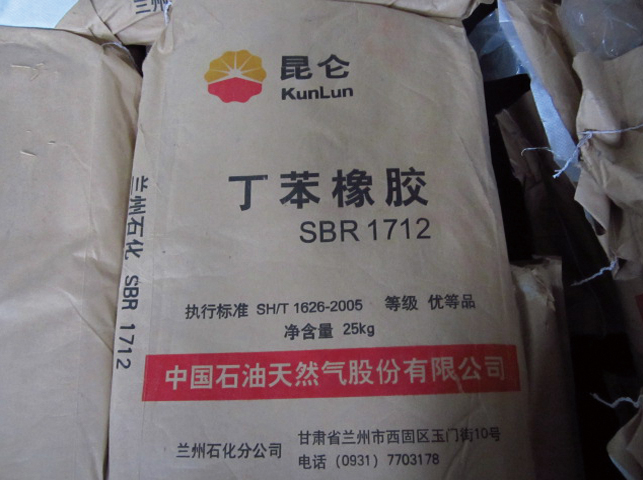 昆仑
KunLun
丁苯橡胶
SBR 1712
执行标准 SH/T 1626-2005 等级 优等品
净含量 25kg
中国石油天然气股份有限公司
兰州石化分公司
甘肃省兰州市西固区玉门街10号
电话（0931）7703178
兰州石化 SBR 1712
兰州